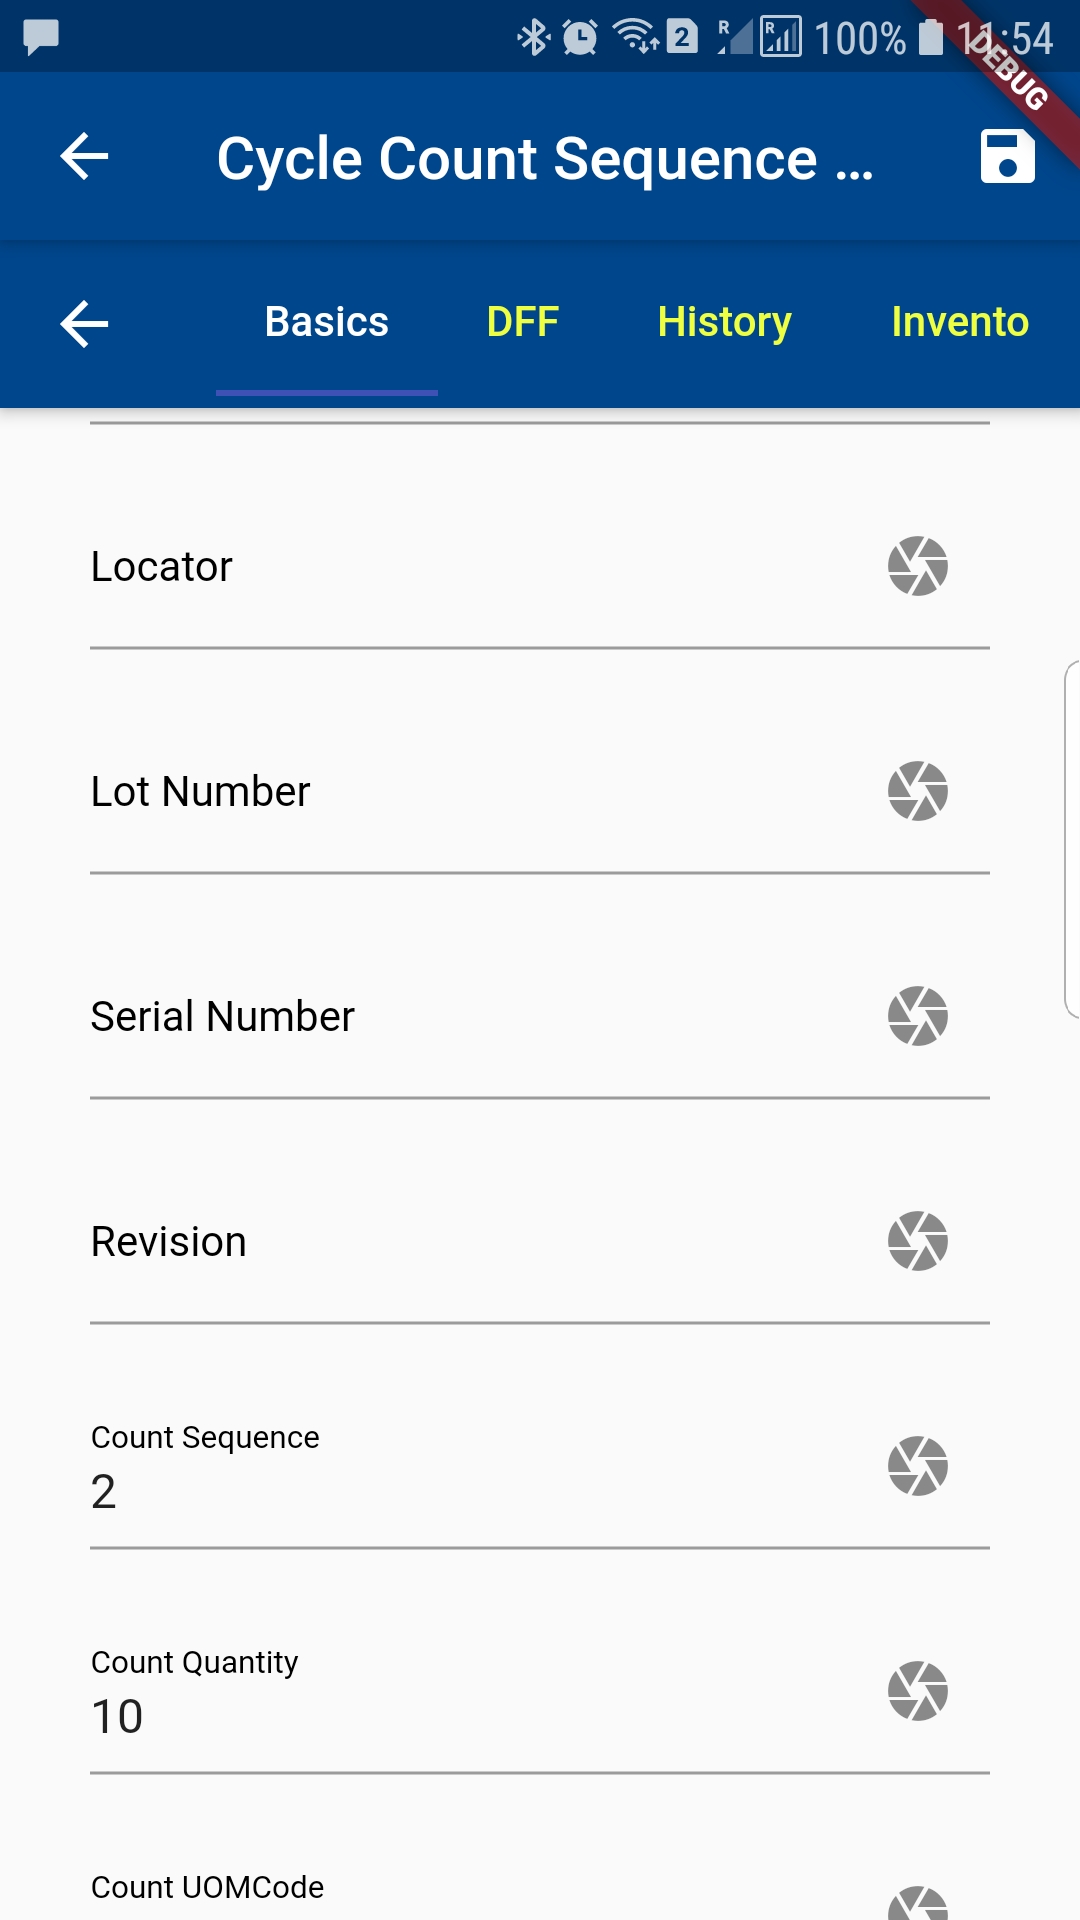 2 R R 100% 11:54
DEBUG
Cycle Count Sequence ...
Basics DFF History Invento
Locator
Lot Number
Serial Number
Revision
Count Sequence
2
Count Quantity
10
Count UOMCode